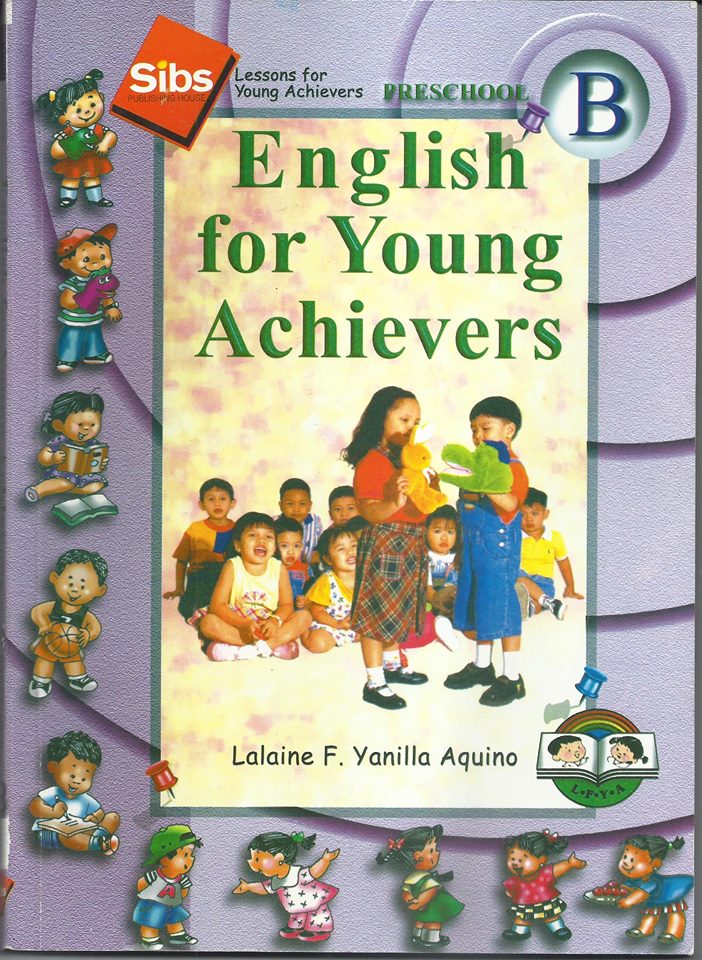 Sibs
PUBLISHING HOUSE
Lessons for
Young Achievers
PRESCHOOL
B
English
for Young
Achievers
Lalaine F. Yanilla Aquino
L•F•Y•A
A